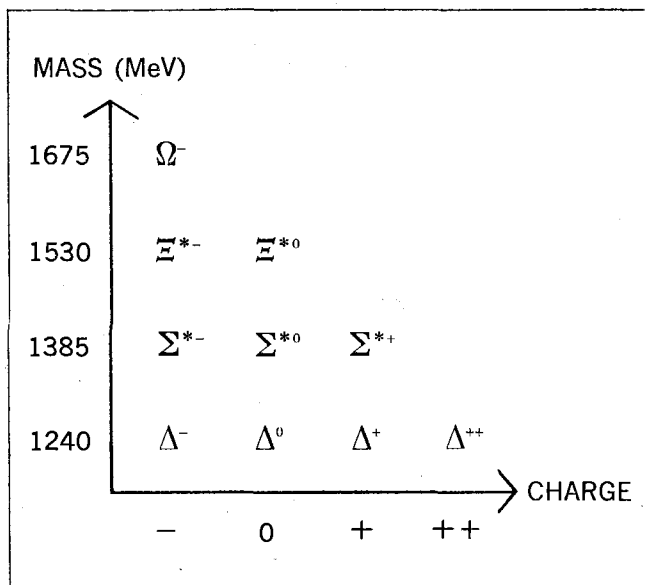 MASS (MeV)
1675 Ω⁻
1530 Ξ*⁻ Ξ*⁰
1385 Σ*⁻ Σ*⁰ Σ*⁺
1240 Δ⁻ Δ⁰ Δ⁺ Δ⁺⁺
CHARGE
− 0 + ++